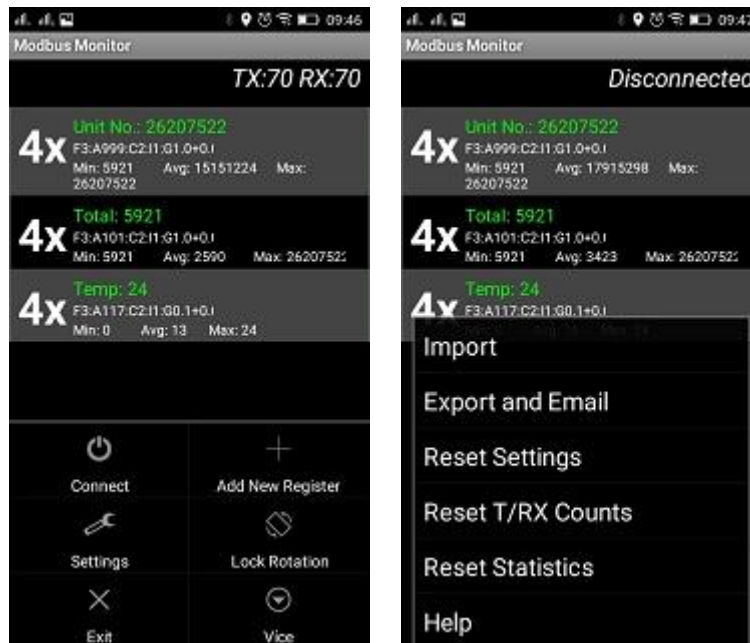 09:46
Modbus Monitor
TX:70 RX:70
4x
Unit No.: 26207522
F3:A999:C2:I1:G1.0+0.(
Min: 5921 Avg: 15151224 Max:
26207522
4x
Total: 5921
F3:A101:C2:I1:G1.0+0.(
Min: 5921 Avg: 2590 Max: 2620752
4x
Temp: 24
F3:A117:C2:I1:G0.1+0.(
Min: 0 Avg: 13 Max: 24
Connect Add New Register
Settings Lock Rotation
Exit Vice
09:47
Modbus Monitor
Disconnected
4x
Unit No.: 26207522
F3:A999:C2:I1:G1.0+0.(
Min: 5921 Avg: 17915298 Max:
26207522
4x
Total: 5921
F3:A101:C2:I1:G1.0+0.(
Min: 5921 Avg: 3423 Max: 2620752
4x
Temp: 24
F3:A117:C2:I1:G0.1+0.(
Import
Export and Email
Reset Settings
Reset T/RX Counts
Reset Statistics
Help